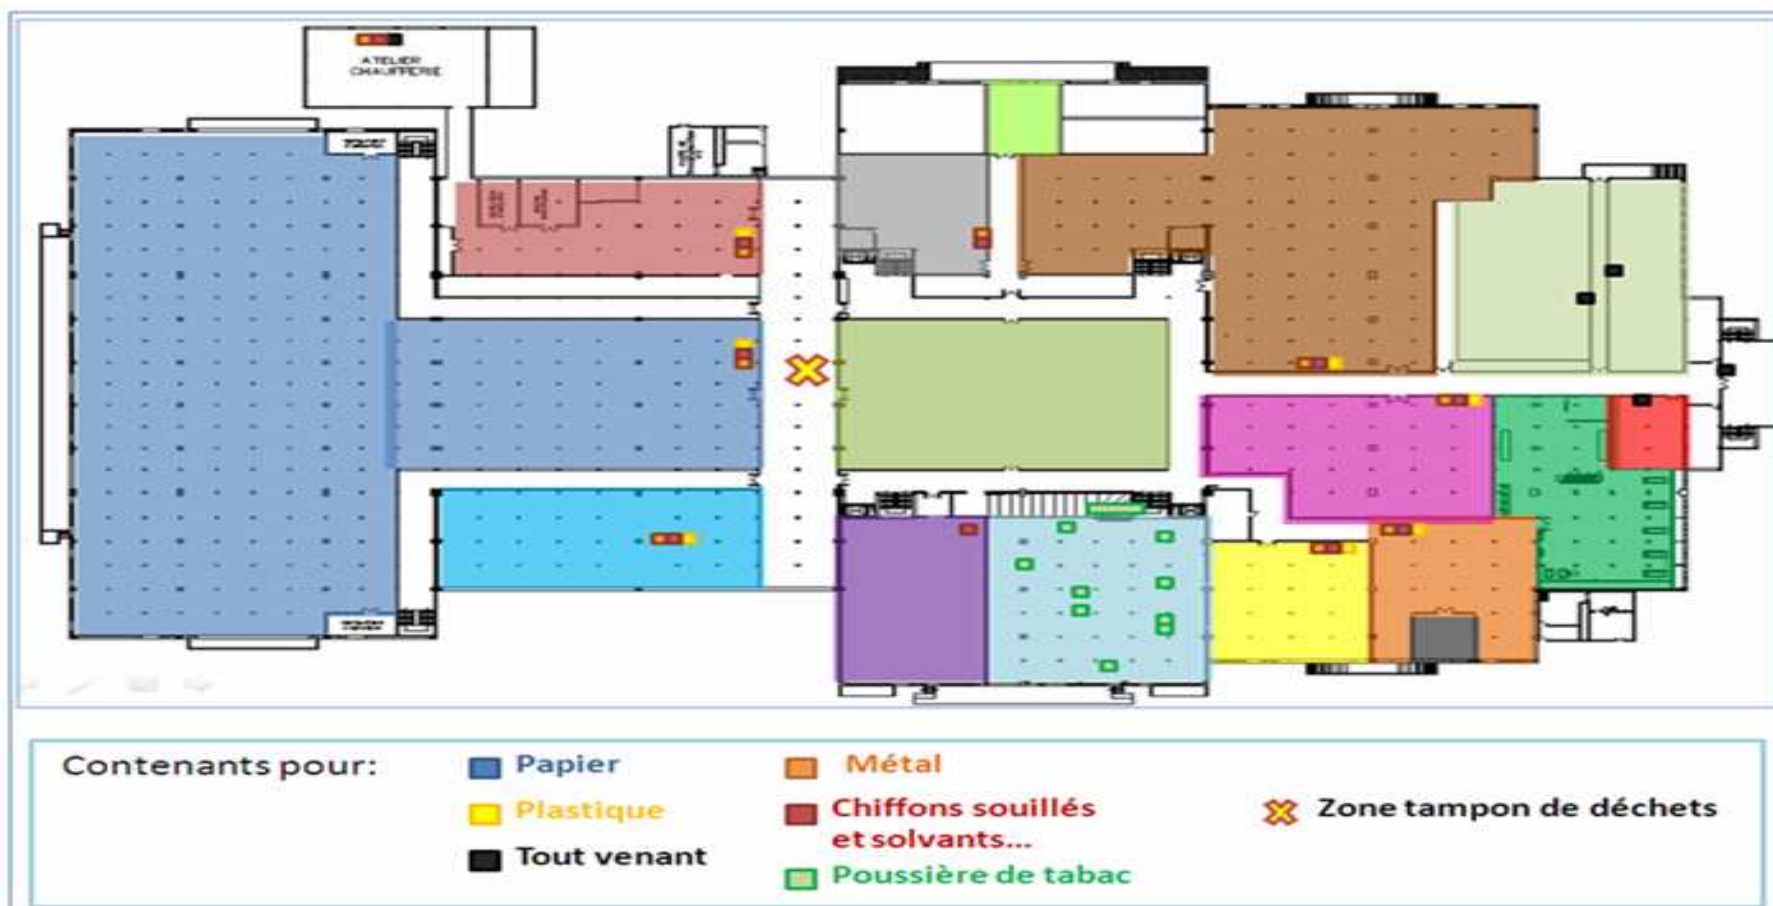 ATELIER
CHAUFFERIE
Contenants pour:
Papier
Métal
Plastique
Chiffons souillés
et solvants...
Zone tampon de déchets
Tout venant
Poussière de tabac